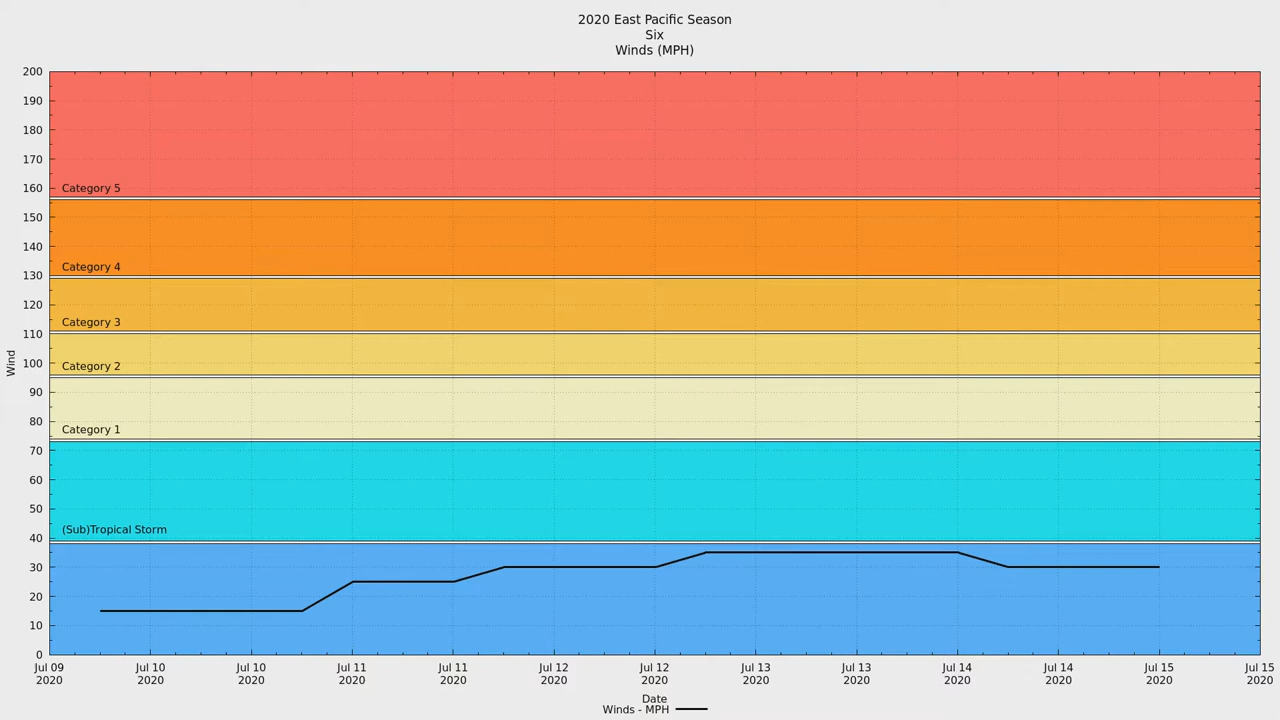 2020 East Pacific Season
Six
Winds (MPH)
200
190
180
170
160
150
140
130
120
110
100
90
80
70
60
50
40
30
20
10
0
Wind
Category 5
Category 4
Category 3
Category 2
Category 1
(Sub)Tropical Storm
Jul 09 Jul 10 Jul 10 Jul 11 Jul 11 Jul 12 Jul 12 Jul 13 Jul 13 Jul 14 Jul 14 Jul 15 Jul 15
2020 2020 2020 2020 2020 2020 2020 2020 2020 2020 2020 2020 2020
Date
Winds - MPH